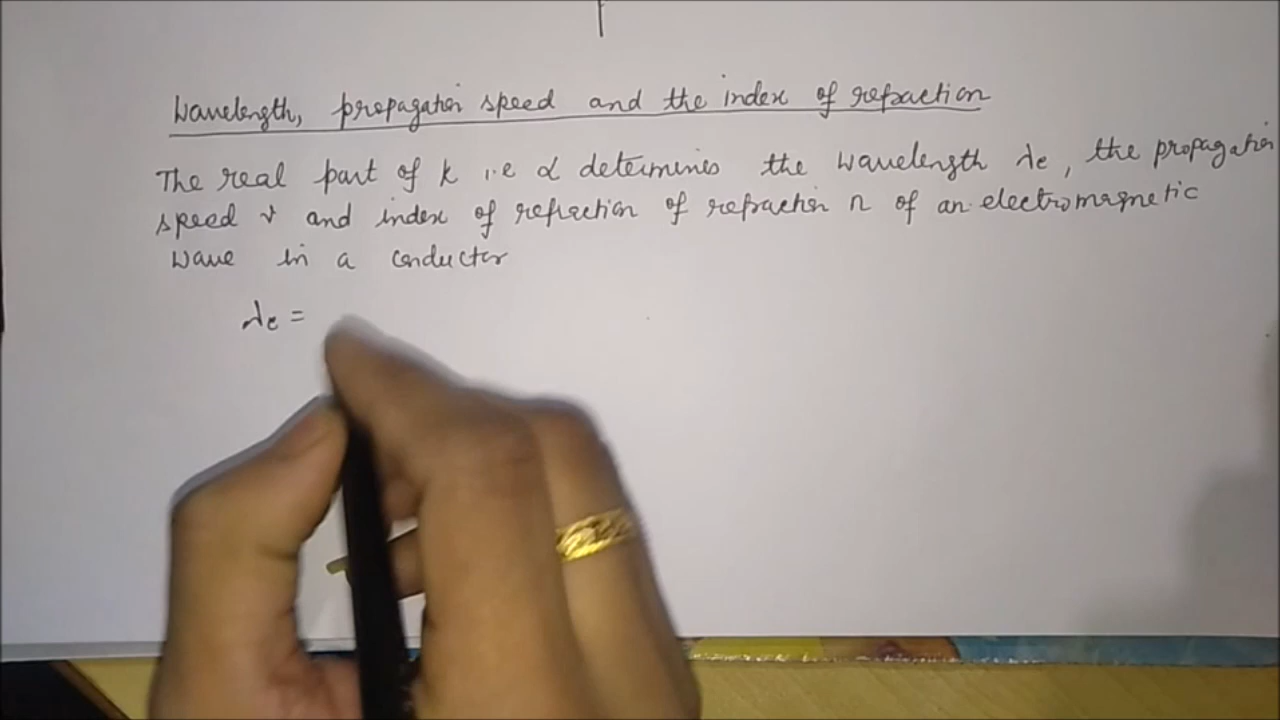 Wavelength, propagation speed and the index of refraction
The real part of k i.e α determines the wavelength λc, the propagation
speed v and index of refraction of refraction n of an electromagnetic
wave in a conductor
λc =